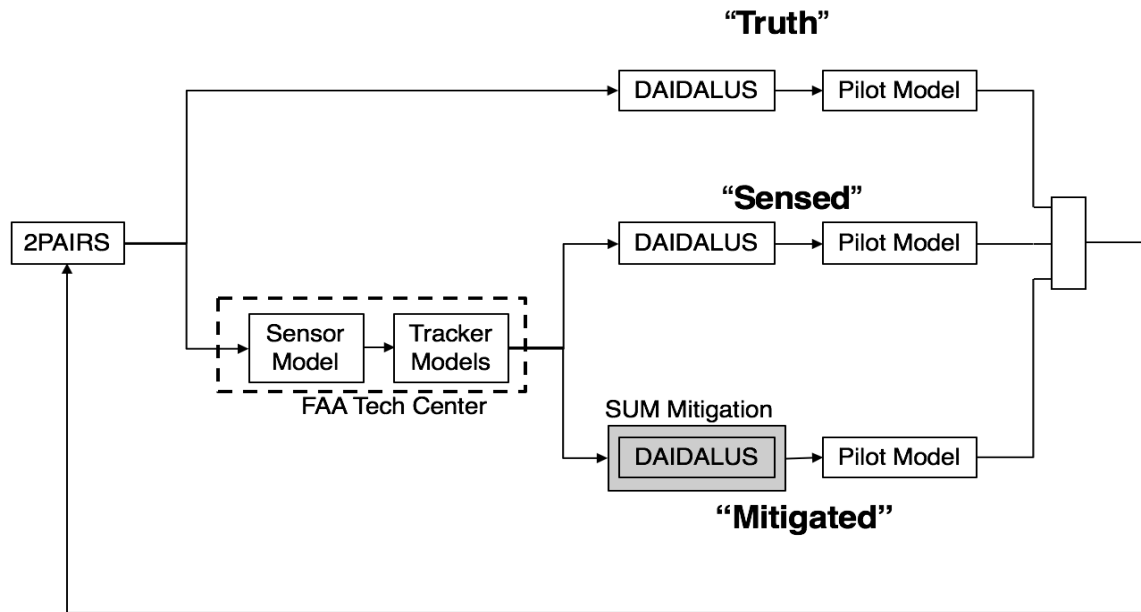 “Truth”
DAIDALUS
Pilot Model
“Sensed”
2PAIRS
DAIDALUS
Pilot Model
Sensor
Model
Tracker
Models
FAA Tech Center
SUM Mitigation
DAIDALUS
Pilot Model
“Mitigated”